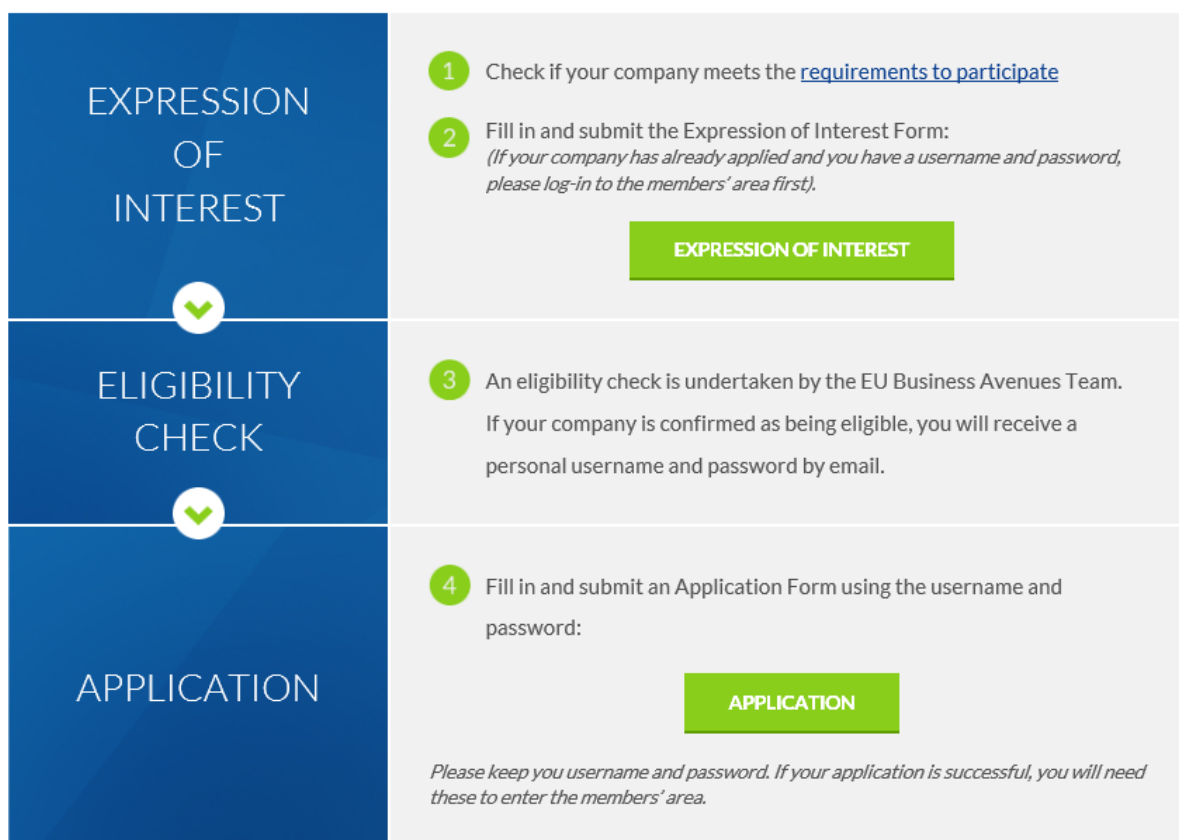 EXPRESSION
OF
INTEREST
1 Check if your company meets the requirements to participate
2 Fill in and submit the Expression of Interest Form:
(If your company has already applied and you have a username and password,
please log-in to the members' area first).
EXPRESSION OF INTEREST
ELIGIBILITY
CHECK
3 An eligibility check is undertaken by the EU Business Avenues Team.
If your company is confirmed as being eligible, you will receive a
personal username and password by email.
APPLICATION
4 Fill in and submit an Application Form using the username and
password:
APPLICATION
Please keep you username and password. If your application is successful, you will need
these to enter the members' area.